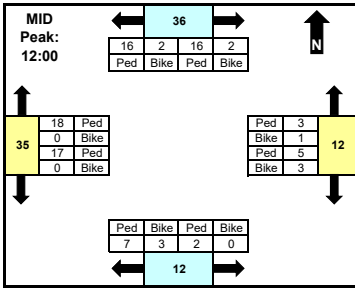 MID
Peak:
12:00
36
N
16 2 16 2
Ped Bike Ped Bike
35
18 Ped
0 Bike
17 Ped
0 Bike
Ped 3
Bike 1
Ped 5
Bike 3
12
Ped Bike Ped Bike
7 3 2 0
12